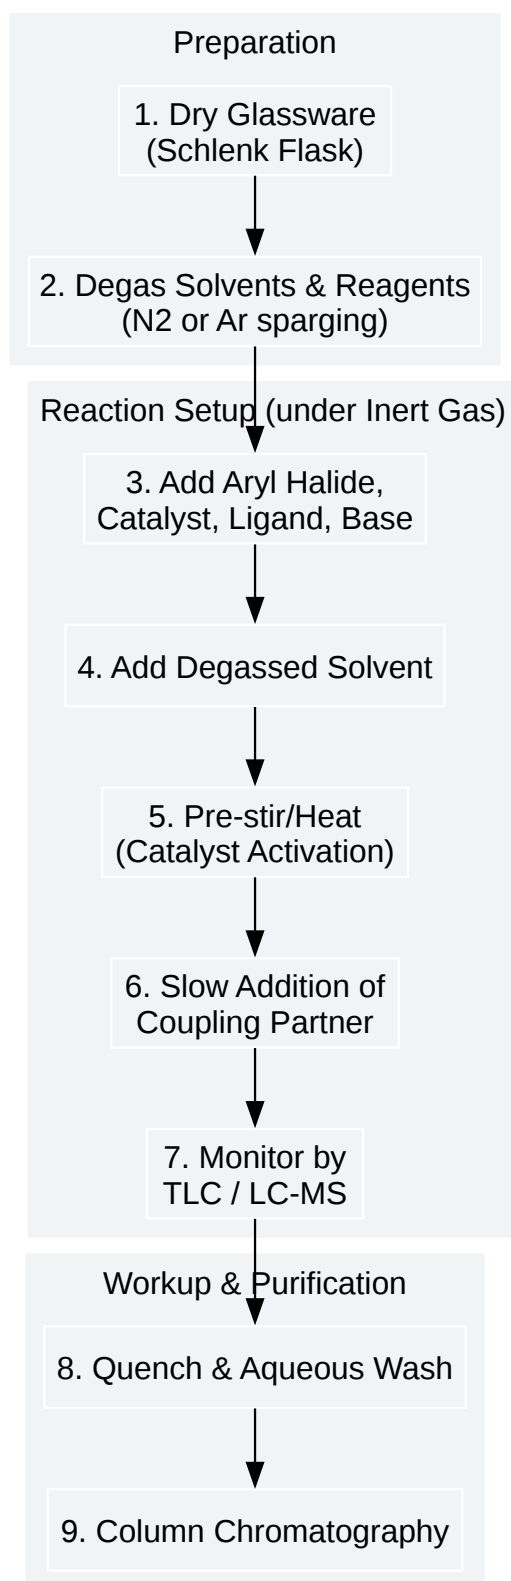 Preparation
1. Dry Glassware
(Schlenk Flask)
2. Degas Solvents & Reagents
(N2 or Ar sparging)
Reaction Setup (under Inert Gas)
3. Add Aryl Halide,
Catalyst, Ligand, Base
4. Add Degassed Solvent
5. Pre-stir/Heat
(Catalyst Activation)
6. Slow Addition of
Coupling Partner
7. Monitor by
TLC / LC-MS
Workup & Purification
8. Quench & Aqueous Wash
9. Column Chromatography